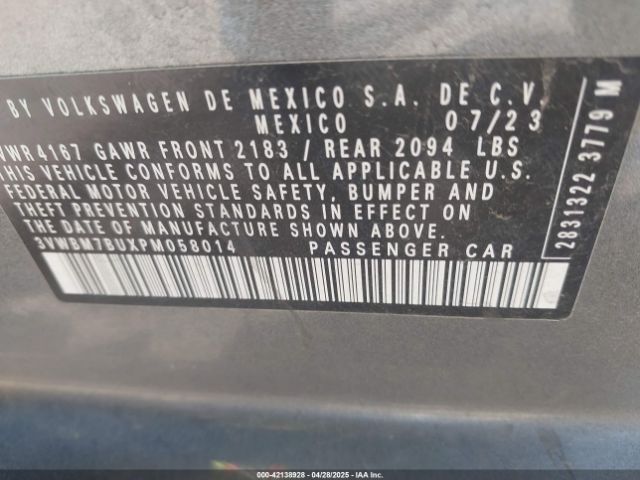 BY VOLKSWAGEN DE MEXICO S.A. DE C.V.
MEXICO 07/23
VWR 4167 GAWR FRONT 2183 / REAR 2094 LBS
THIS VEHICLE CONFORMS TO ALL APPLICABLE U.S.
FEDERAL MOTOR VEHICLE SAFETY, BUMPER AND
THEFT PREVENTION STANDARDS IN EFFECT ON
THE DATE OF MANUFACTURE SHOWN ABOVE.
3VWBM7BUXPM058014 PASSENGER CAR
2831322 3779 M
000-42138928 - 04/28/2025 - IAA Inc.